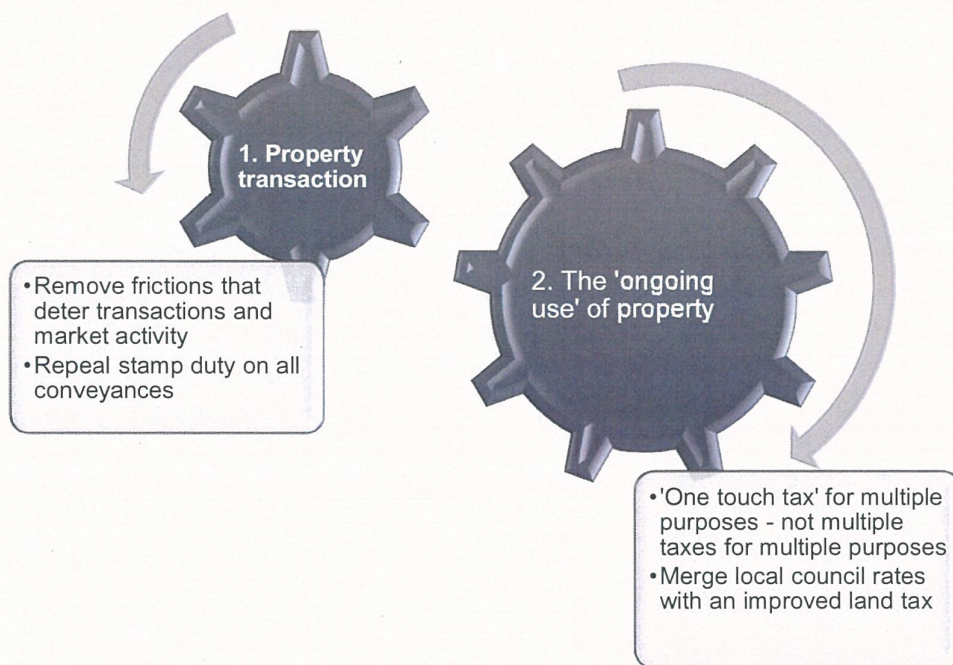 1. Property
transaction
•Remove frictions that
deter transactions and
market activity
•Repeal stamp duty on all
conveyances
2. The 'ongoing
use' of property
•'One touch tax' for multiple
purposes - not multiple
taxes for multiple purposes
•Merge local council rates
with an improved land tax